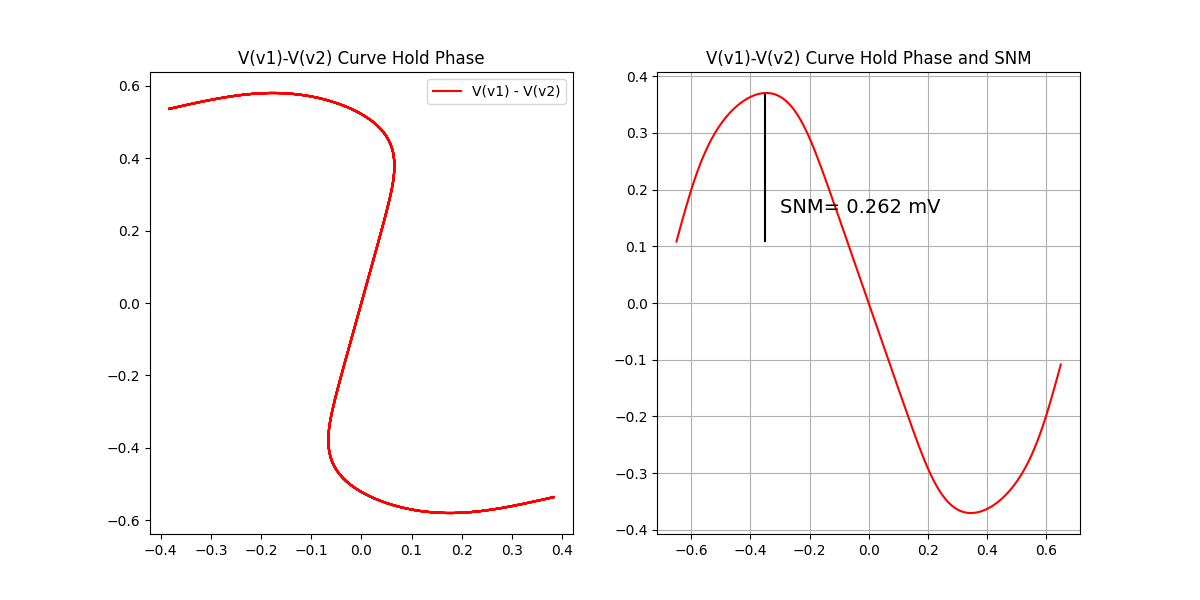 V(v1)-V(v2) Curve Hold Phase
V(v1) - V(v2)
0.6
0.4
0.2
0.0
−0.2
−0.4
−0.6
−0.4 −0.3 −0.2 −0.1 0.0 0.1 0.2 0.3 0.4
V(v1)-V(v2) Curve Hold Phase and SNM
SNM= 0.262 mV
0.4
0.3
0.2
0.1
0.0
−0.1
−0.2
−0.3
−0.4
−0.6 −0.4 −0.2 0.0 0.2 0.4 0.6